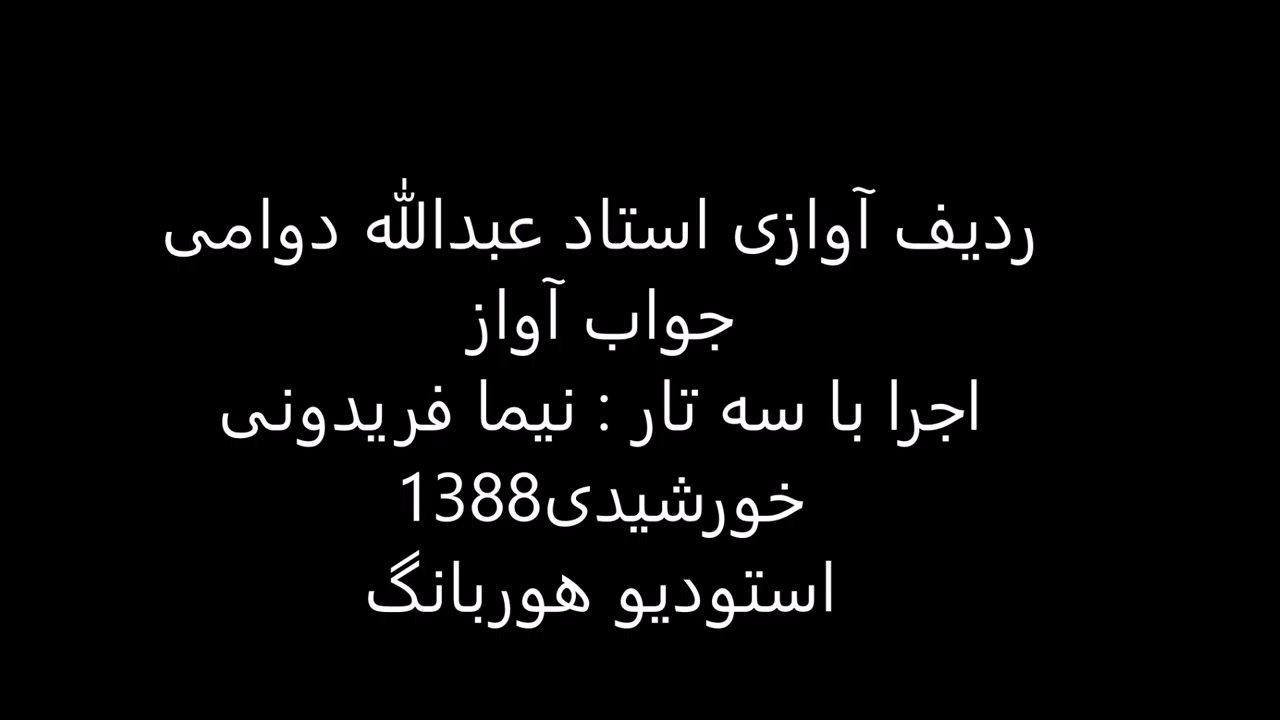 ردیف آوازی استاد عبدالله دوامی
جواب آواز
اجرا با سه تار : نیما فریدونی
خورشیدی1388
استودیو هوربانگ